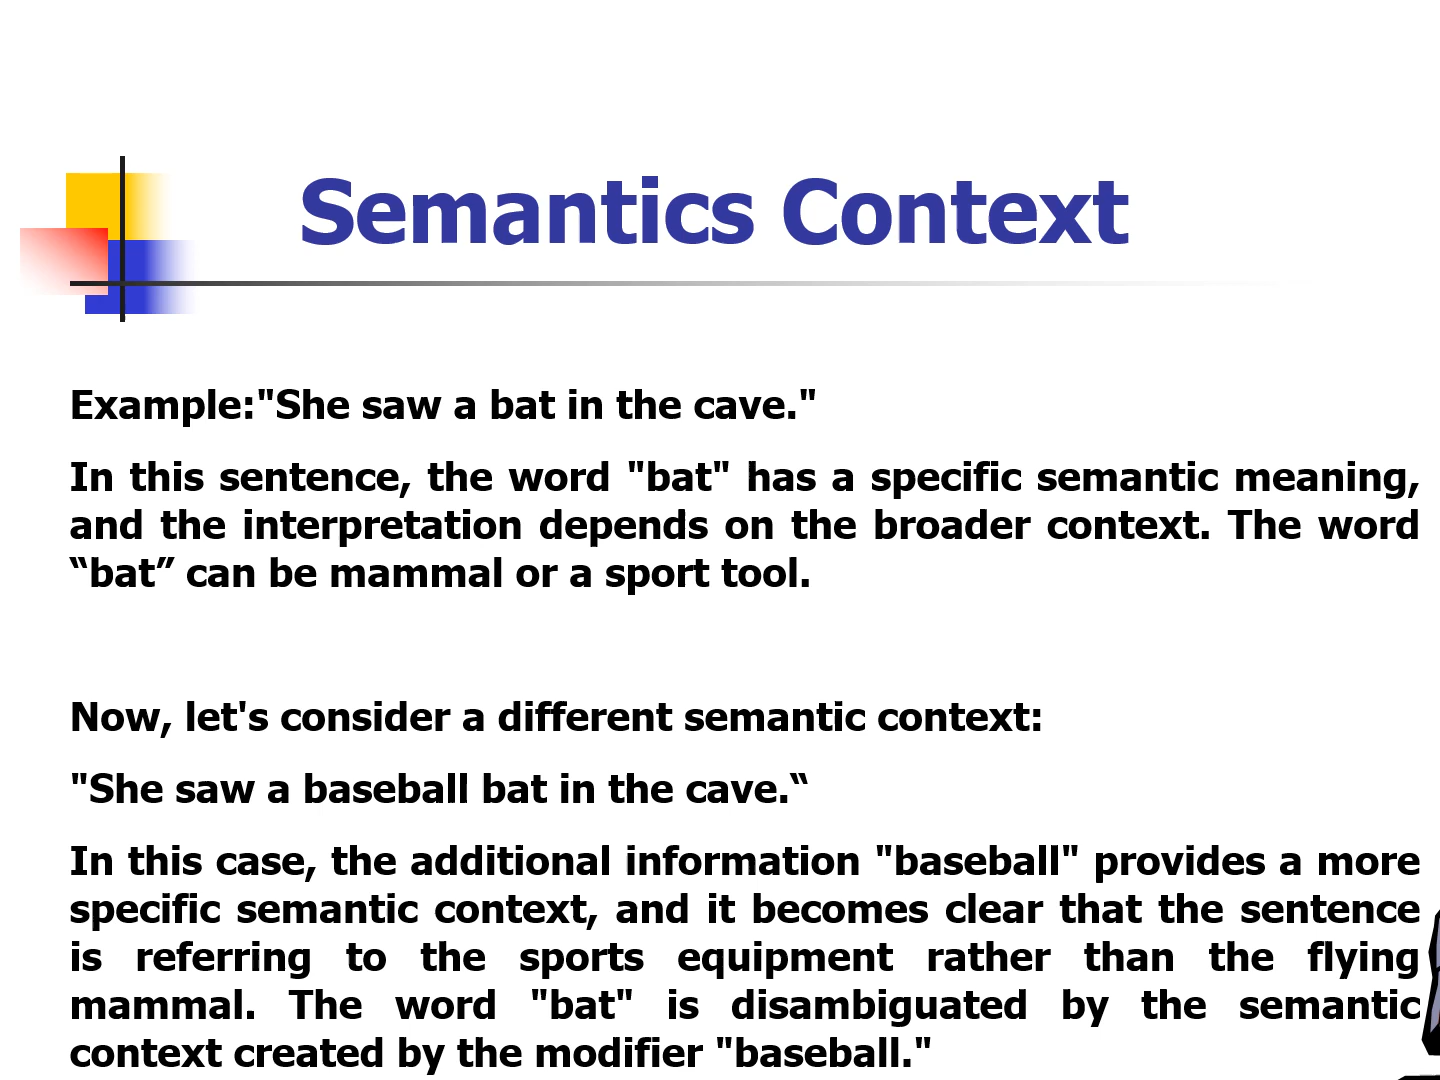 Semantics Context
Example:"She saw a bat in the cave."
In this sentence, the word "bat" has a specific semantic meaning,
and the interpretation depends on the broader context. The word
“bat” can be mammal or a sport tool.
Now, let's consider a different semantic context:
"She saw a baseball bat in the cave.“
In this case, the additional information "baseball" provides a more
specific semantic context, and it becomes clear that the sentence
is referring to the sports equipment rather than the flying
mammal. The word "bat" is disambiguated by the semantic
context created by the modifier "baseball."